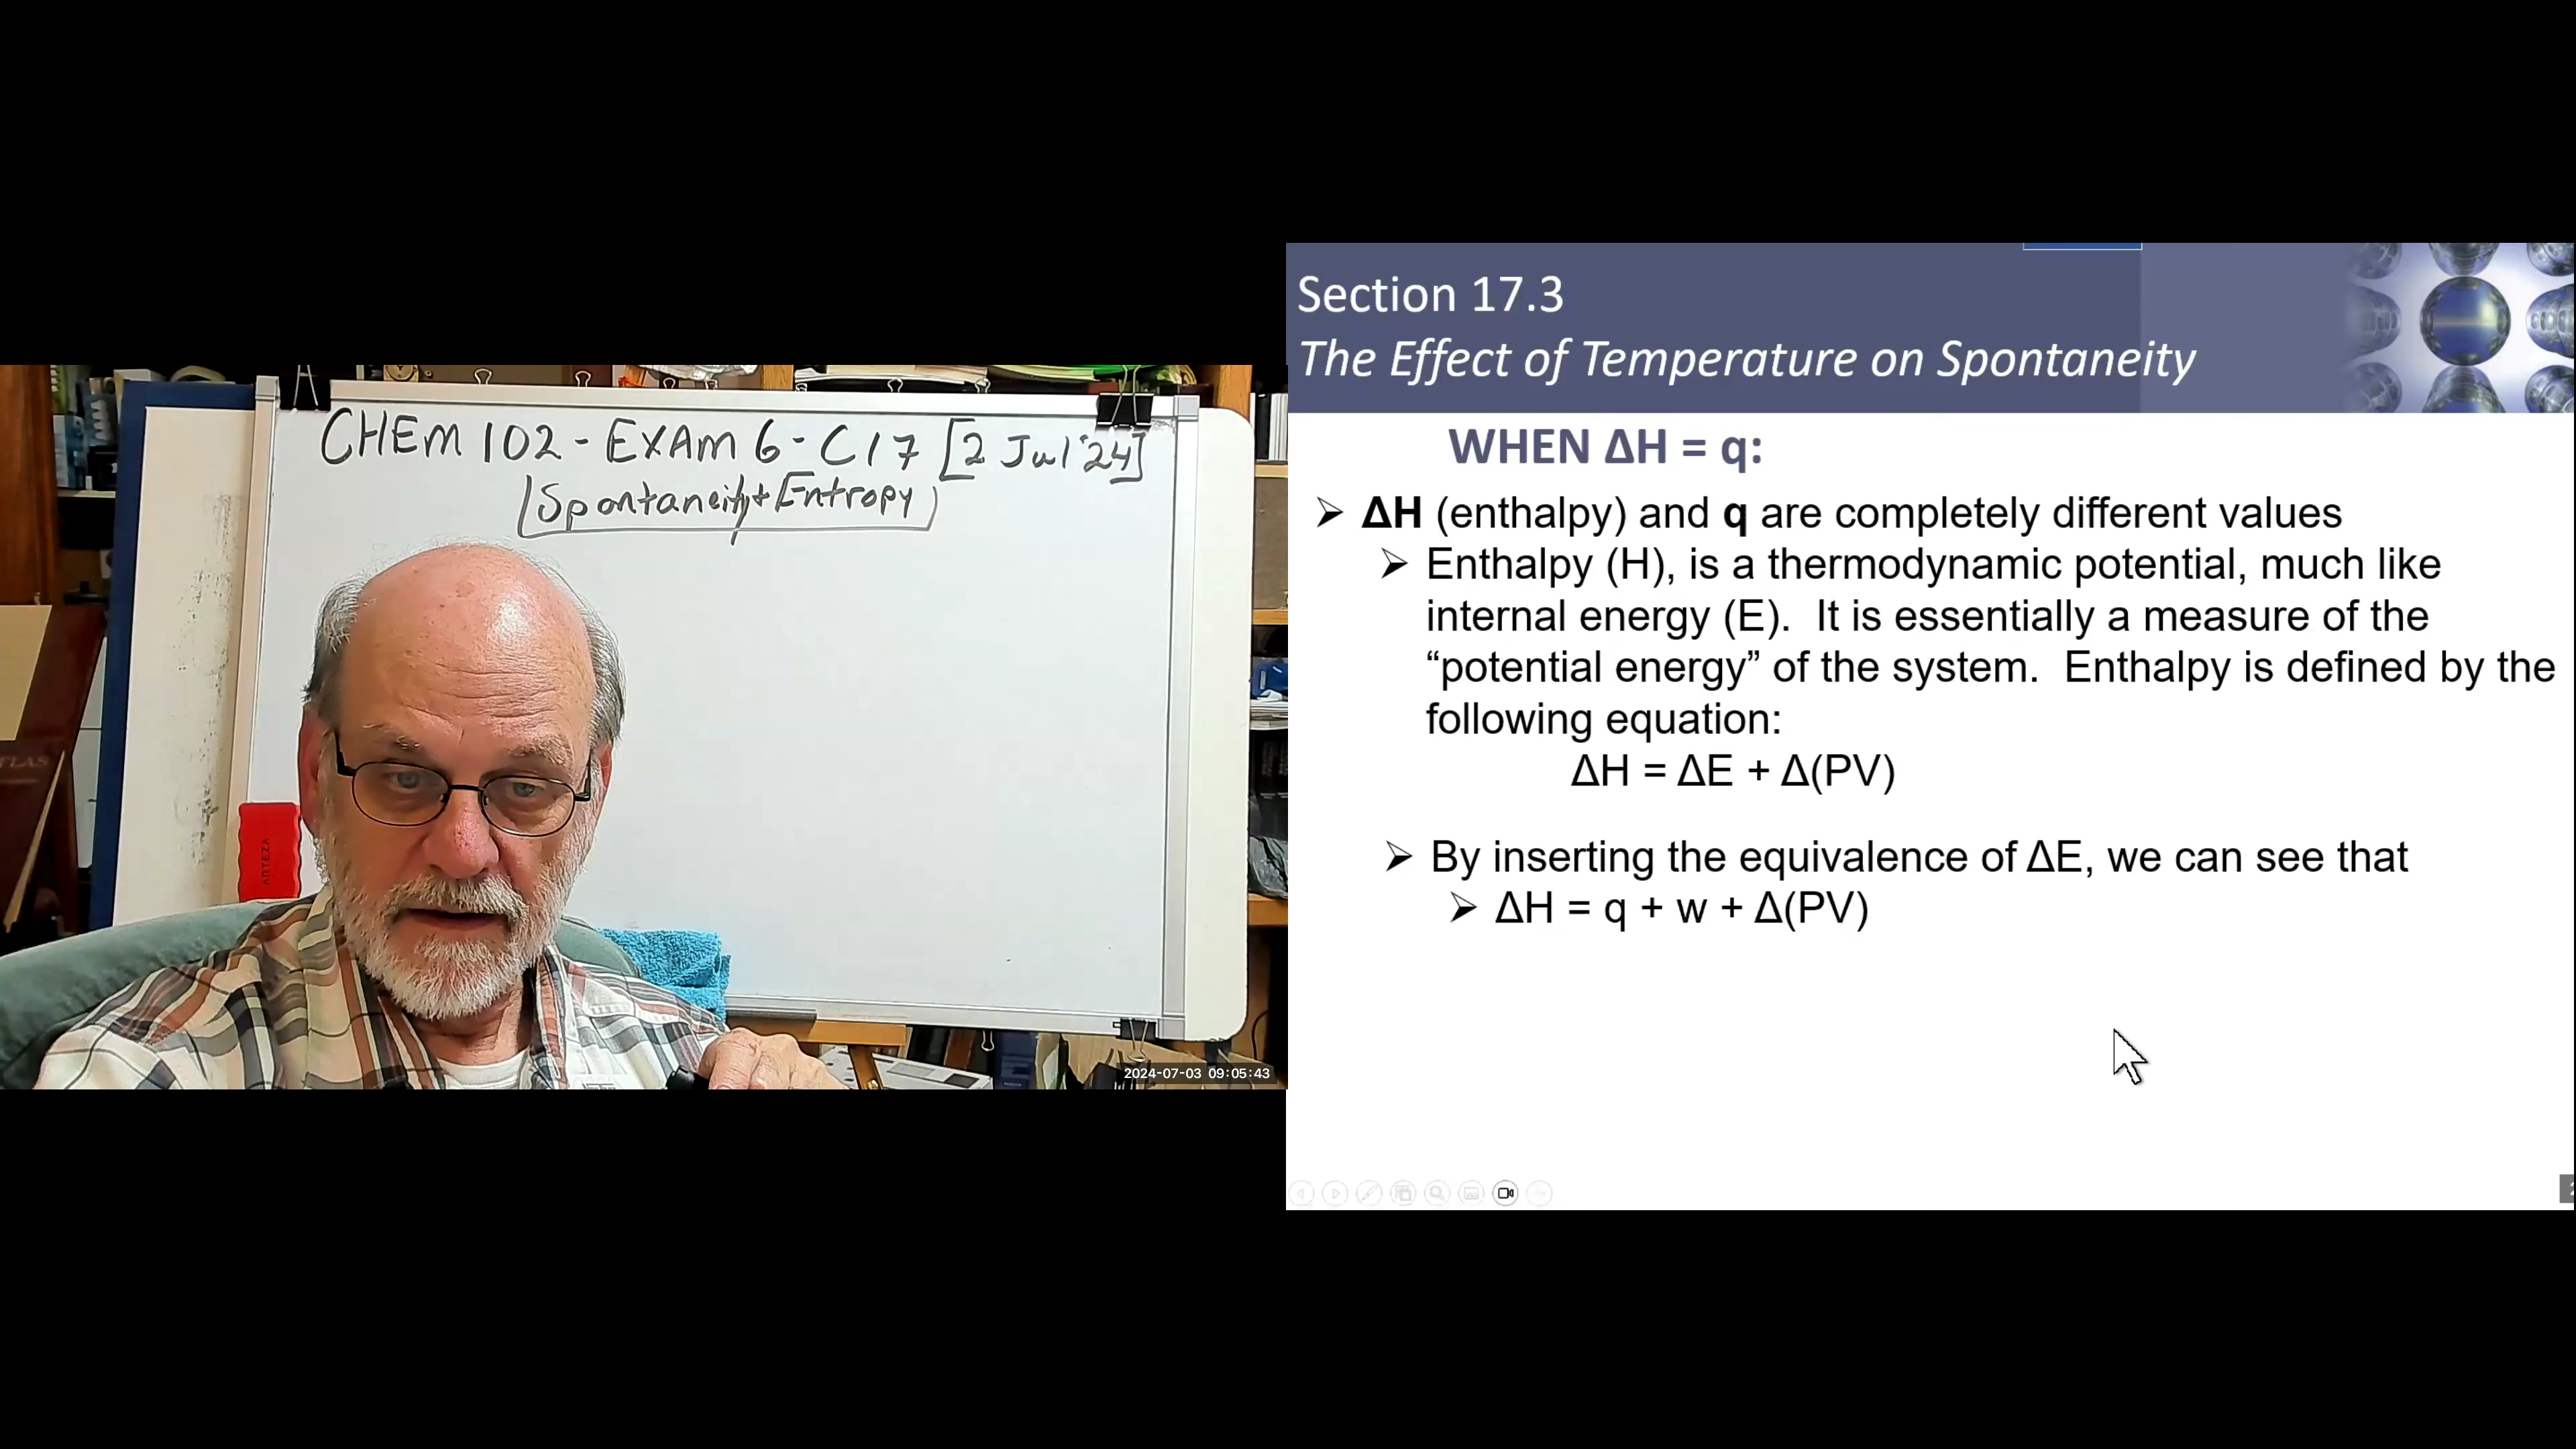 CHEM 102 - EXAM 6 - C17 [2 Jul '24]
Spontaneity + Entropy
ATLAS
ARTEZA
2024-07-03 09:05:43
Section 17.3
The Effect of Temperature on Spontaneity
WHEN ΔH = q:
➢ ΔH (enthalpy) and q are completely different values
➢ Enthalpy (H), is a thermodynamic potential, much like
internal energy (E). It is essentially a measure of the
“potential energy” of the system. Enthalpy is defined by the
following equation:
ΔH = ΔE + Δ(PV)
➢ By inserting the equivalence of ΔE, we can see that
➢ ΔH = q + w + Δ(PV)